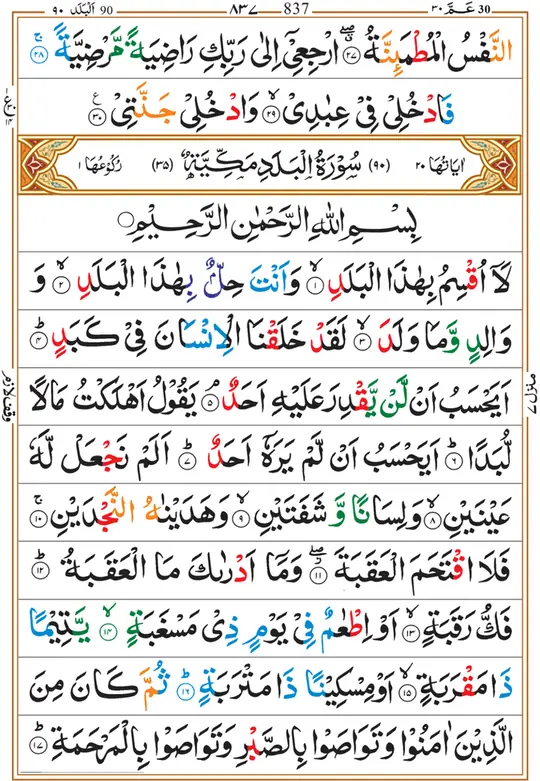 عَـمَّ ٣٠ 30 837 ٨٣٧ 90 اَلْبَلَد ٩٠
النَّفْسُ الْمُطْمَىِٕنَّةُ ﴿٢٧﴾ ارْجِعِیْۤ اِلٰى رَبِّكِ رَاضِیَةً مَّرْضِیَّةً ﴿٢٨﴾
فَادْخُلِیْ فِیْ عِبٰدِیْ ﴿٢٩﴾ وَادْخُلِیْ جَنَّتِیْ ﴿٣٠﴾
اٰیَاتُهَا ٢٠ (٩٠) سُوْرَةُ الْبَلَدِ مَكِّیَّةٌ (٣٥) رُكُوْعُهَا ١
بِسْمِ اللّٰهِ الرَّحْمٰنِ الرَّحِیْمِ
لَاۤ اُقْسِمُ بِهٰذَا الْبَلَدِ ﴿١﴾ وَاَنْتَ حِلٌّۢ بِهٰذَا الْبَلَدِ ﴿٢﴾ وَ
وَالِدٍ وَّمَا وَلَدَ ﴿٣﴾ لَقَدْ خَلَقْنَا الْاِنْسَانَ فِیْ كَبَدٍ ﴿٤﴾
اَیَحْسَبُ اَنْ لَّنْ یَّقْدِرَ عَلَیْهِ اَحَدٌ ﴿٥﴾ یَقُوْلُ اَهْلَكْتُ مَالًا
لُّبَدًا ﴿٦﴾ اَیَحْسَبُ اَنْ لَّمْ یَرَهٗۤ اَحَدٌ ﴿٧﴾ اَلَمْ نَجْعَلْ لَّهٗ
عَیْنَیْنِ ﴿٨﴾ وَلِسَانًا وَّ شَفَتَیْنِ ﴿٩﴾ وَهَدَیْنٰهُ النَّجْدَیْنِ ﴿١٠﴾
فَلَا اقْتَحَمَ الْعَقَبَةَ ﴿١١﴾ وَمَاۤ اَدْرٰىكَ مَا الْعَقَبَةُ ﴿١٢﴾
فَكُّ رَقَبَةٍ ﴿١٣﴾ اَوْ اِطْعٰمٌ فِیْ یَوْمٍ ذِیْ مَسْغَبَةٍ ﴿١٤﴾ یَّتِیْمًا
ذَا مَقْرَبَةٍ ﴿١٥﴾ اَوْ مِسْكِیْنًا ذَا مَتْرَبَةٍ ﴿١٦﴾ ثُمَّ كَانَ مِنَ
الَّذِیْنَ اٰمَنُوْا وَتَوَاصَوْا بِالصَّبْرِ وَتَوَاصَوْا بِالْمَرْحَمَةِ ﴿١٧﴾
منزل ٧
وقف لازم